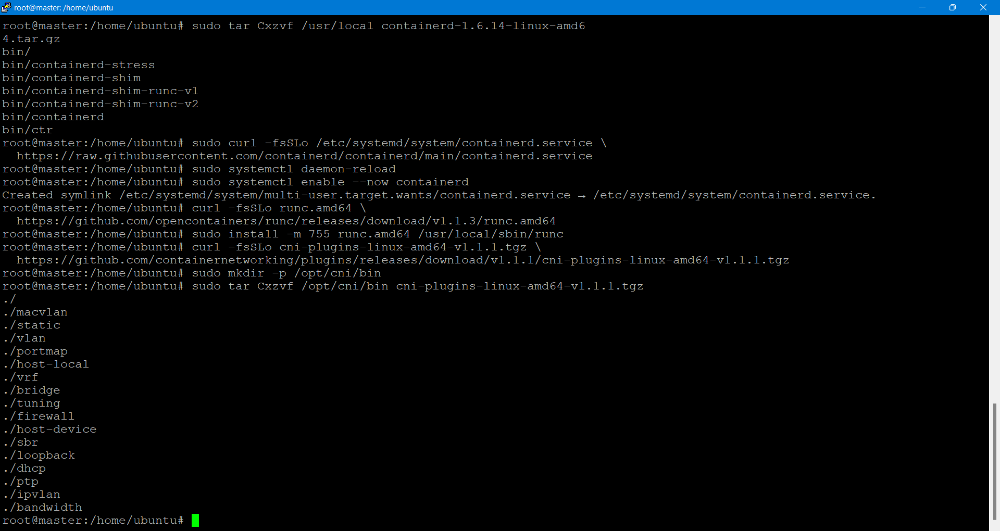 root@master: /home/ubuntu
root@master:/home/ubuntu# sudo tar Cxzvf /usr/local containerd-1.6.14-linux-amd6
4.tar.gz
bin/
bin/containerd-stress
bin/containerd-shim
bin/containerd-shim-runc-v1
bin/containerd-shim-runc-v2
bin/containerd
bin/ctr
root@master:/home/ubuntu# sudo curl -fsSLo /etc/systemd/system/containerd.service \
  https://raw.githubusercontent.com/containerd/containerd/main/containerd.service
root@master:/home/ubuntu# sudo systemctl daemon-reload
root@master:/home/ubuntu# sudo systemctl enable --now containerd
Created symlink /etc/systemd/system/multi-user.target.wants/containerd.service → /etc/systemd/system/containerd.service.
root@master:/home/ubuntu# curl -fsSLo runc.amd64 \
  https://github.com/opencontainers/runc/releases/download/v1.1.3/runc.amd64
root@master:/home/ubuntu# sudo install -m 755 runc.amd64 /usr/local/sbin/runc
root@master:/home/ubuntu# curl -fsSLo cni-plugins-linux-amd64-v1.1.1.tgz \
  https://github.com/containernetworking/plugins/releases/download/v1.1.1/cni-plugins-linux-amd64-v1.1.1.tgz
root@master:/home/ubuntu# sudo mkdir -p /opt/cni/bin
root@master:/home/ubuntu# sudo tar Cxzvf /opt/cni/bin cni-plugins-linux-amd64-v1.1.1.tgz
./
./macvlan
./static
./vlan
./portmap
./host-local
./vrf
./bridge
./tuning
./firewall
./host-device
./sbr
./loopback
./dhcp
./ptp
./ipvlan
./bandwidth
root@master:/home/ubuntu#